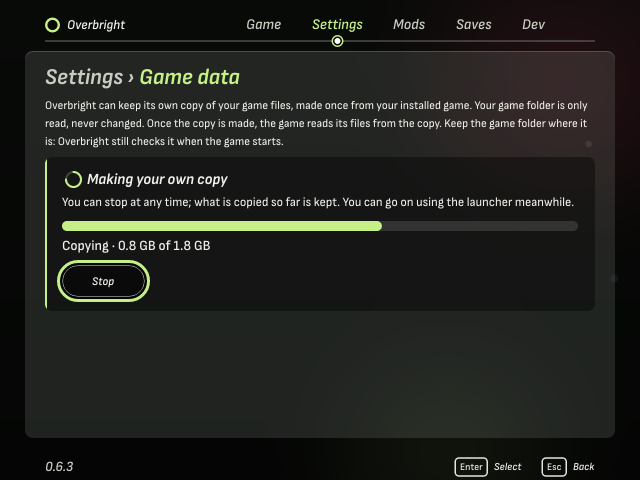 Overbright
Game
Settings
Mods
Saves
Dev
Settings › Game data
Overbright can keep its own copy of your game files, made once from your installed game. Your game folder is only
read, never changed. Once the copy is made, the game reads its files from the copy. Keep the game folder where it
is: Overbright still checks it when the game starts.
Making your own copy
You can stop at any time; what is copied so far is kept. You can go on using the launcher meanwhile.
Copying · 0.8 GB of 1.8 GB
Stop
0.6.3
Enter Select
Esc Back